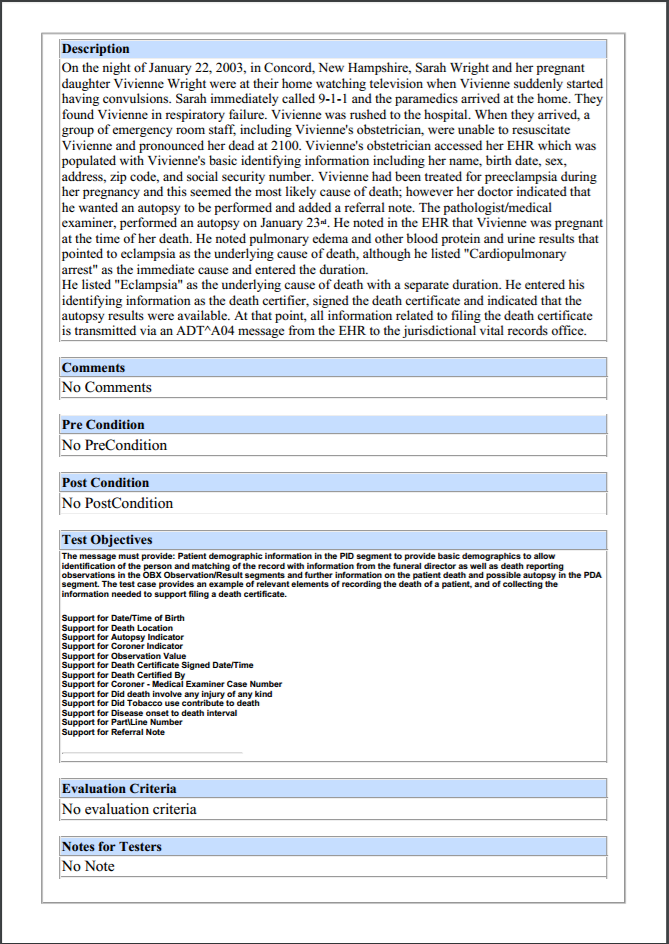 Description
On the night of January 22, 2003, in Concord, New Hampshire, Sarah Wright and her pregnant
daughter Vivienne Wright were at their home watching television when Vivienne suddenly started
having convulsions. Sarah immediately called 9-1-1 and the paramedics arrived at the home. They
found Vivienne in respiratory failure. Vivienne was rushed to the hospital. When they arrived, a
group of emergency room staff, including Vivienne's obstetrician, were unable to resuscitate
Vivienne and pronounced her dead at 2100. Vivienne's obstetrician accessed her EHR which was
populated with Vivienne's basic identifying information including her name, birth date, sex,
address, zip code, and social security number. Vivienne had been treated for preeclampsia during
her pregnancy and this seemed the most likely cause of death; however her doctor indicated that
he wanted an autopsy to be performed and added a referral note. The pathologist/medical
examiner, performed an autopsy on January 23rd. He noted in the EHR that Vivienne was pregnant
at the time of her death. He noted pulmonary edema and other blood protein and urine results that
pointed to eclampsia as the underlying cause of death, although he listed "Cardiopulmonary
arrest" as the immediate cause and entered the duration.
He listed "Eclampsia" as the underlying cause of death with a separate duration. He entered his
identifying information as the death certifier, signed the death certificate and indicated that the
autopsy results were available. At that point, all information related to filing the death certificate
is transmitted via an ADT^A04 message from the EHR to the jurisdictional vital records office.
Comments
No Comments
Pre Condition
No PreCondition
Post Condition
No PostCondition
Test Objectives
The message must provide: Patient demographic information in the PID segment to provide basic demographics to allow
identification of the person and matching of the record with information from the funeral director as well as death reporting
observations in the OBX Observation/Result segments and further information on the patient death and possible autopsy in the PDA
segment. The test case provides an example of relevant elements of recording the death of a patient, and of collecting the
information needed to support filing a death certificate.
Support for Date/Time of Birth
Support for Death Location
Support for Autopsy Indicator
Support for Coroner Indicator
Support for Observation Value
Support for Death Certificate Signed Date/Time
Support for Death Certified By
Support for Coroner - Medical Examiner Case Number
Support for Did death involve any injury of any kind
Support for Did Tobacco use contribute to death
Support for Disease onset to death interval
Support for Part\Line Number
Support for Referral Note
Evaluation Criteria
No evaluation criteria
Notes for Testers
No Note